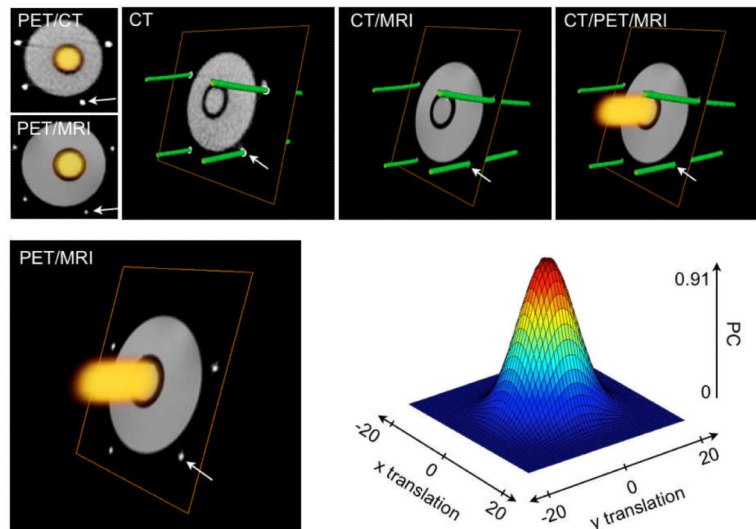 PET/CT
CT
CT/MRI
CT/PET/MRI
PET/MRI
PET/MRI
0.91
PC
0
-20
0
20
x translation
-20
0
20
y translation